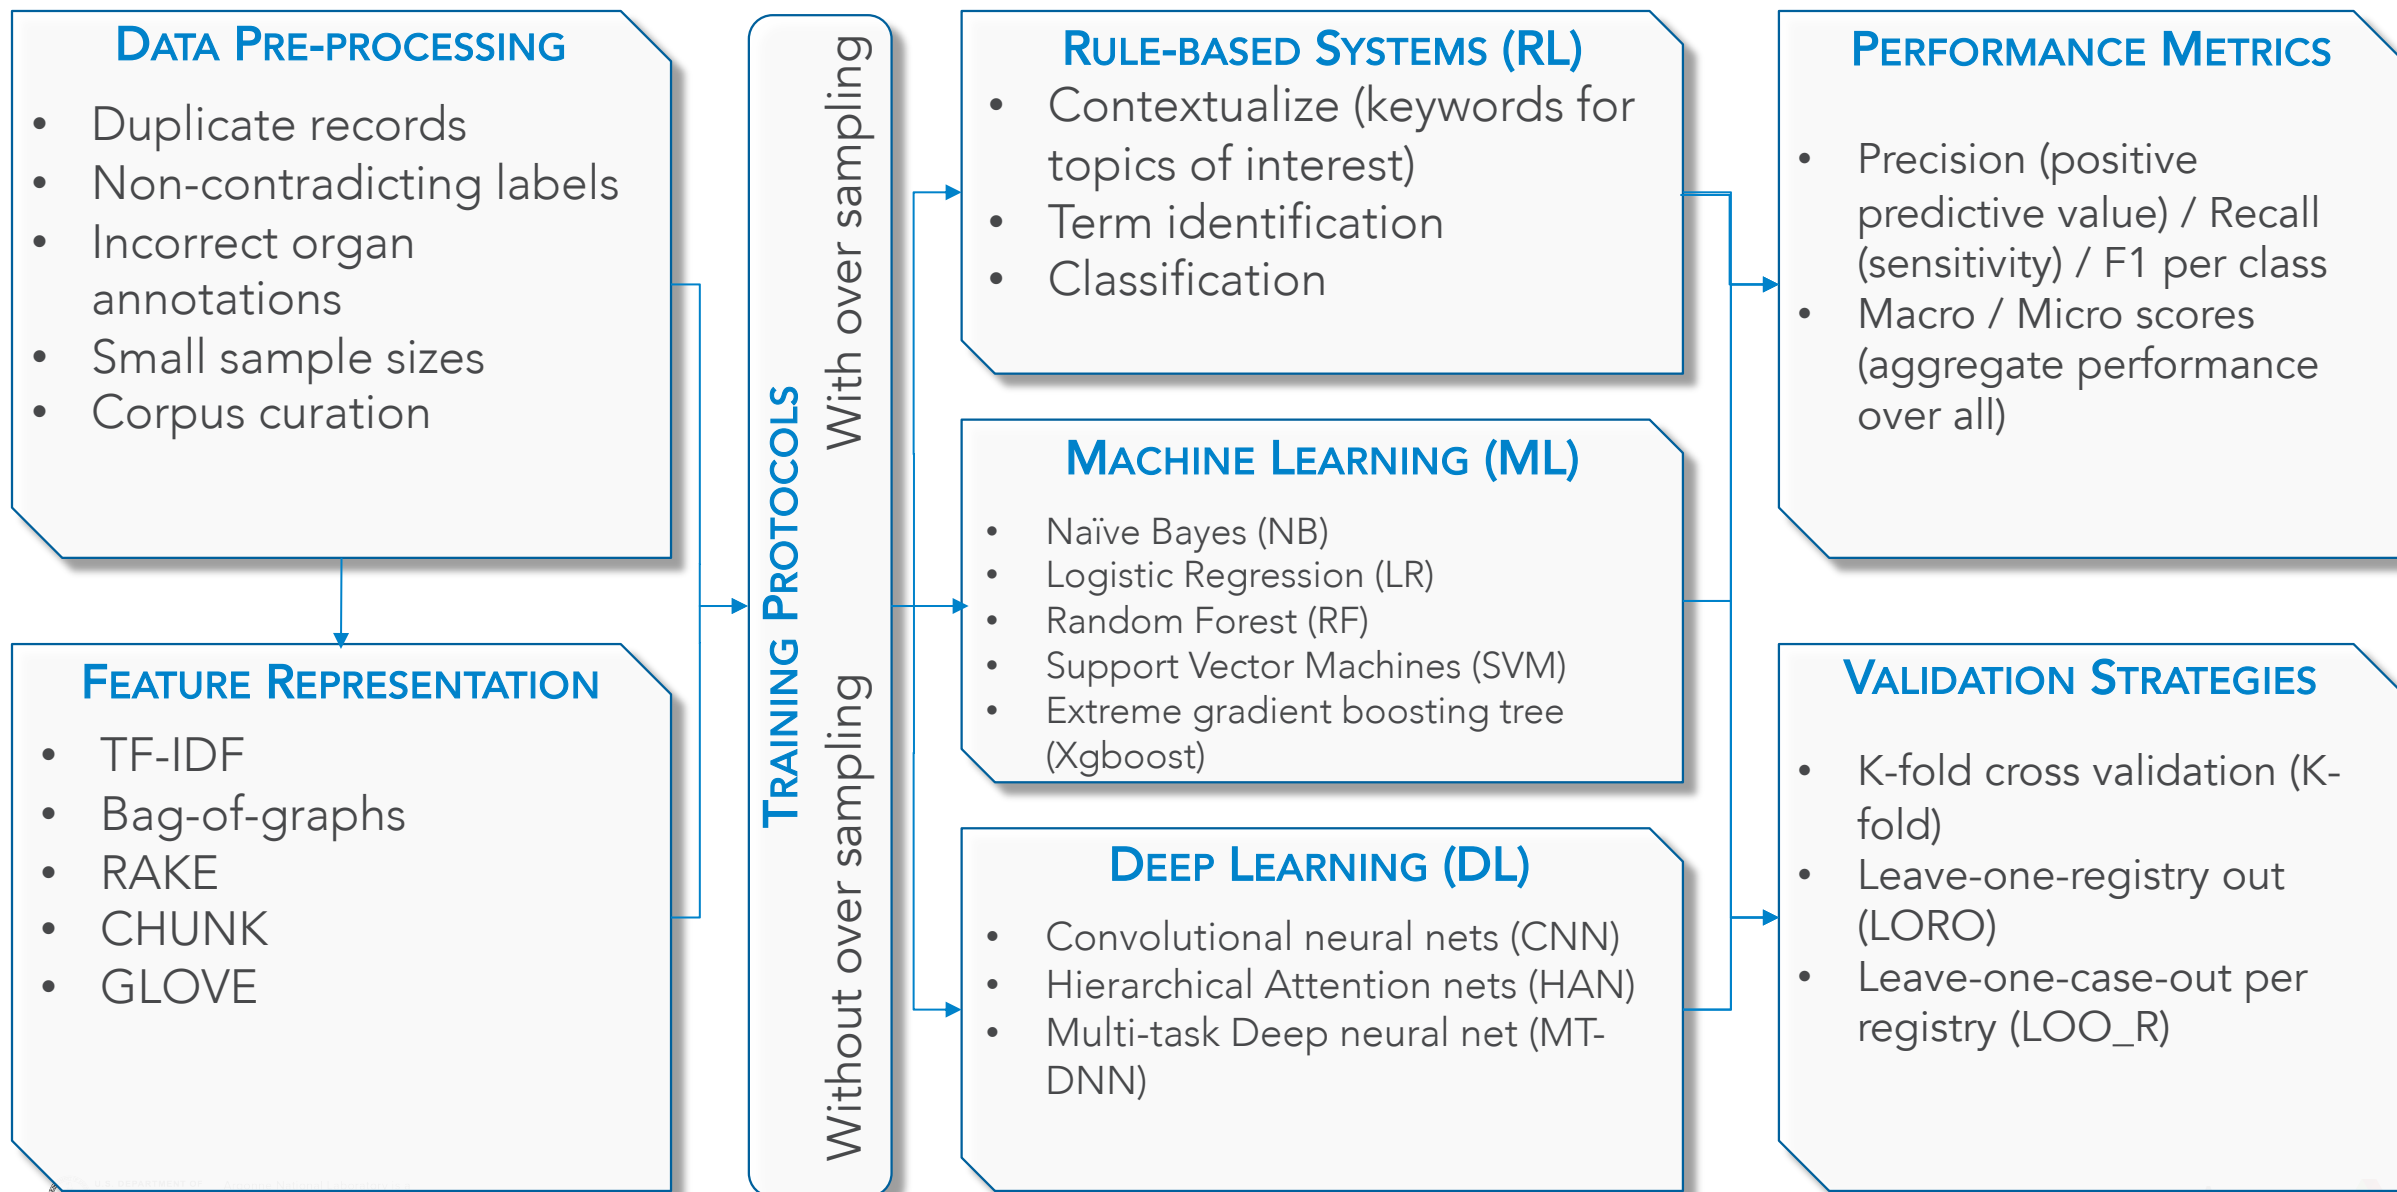 DATA PRE-PROCESSING
• Duplicate records
• Non-contradicting labels
• Incorrect organ
annotations
• Small sample sizes
• Corpus curation
FEATURE REPRESENTATION
• TF-IDF
• Bag-of-graphs
• RAKE
• CHUNK
• GLOVE
TRAINING PROTOCOLS
With over sampling
Without over sampling
RULE-BASED SYSTEMS (RL)
• Contextualize (keywords for
topics of interest)
• Term identification
• Classification
MACHINE LEARNING (ML)
• Naïve Bayes (NB)
• Logistic Regression (LR)
• Random Forest (RF)
• Support Vector Machines (SVM)
• Extreme gradient boosting tree
(Xgboost)
DEEP LEARNING (DL)
• Convolutional neural nets (CNN)
• Hierarchical Attention nets (HAN)
• Multi-task Deep neural net (MT-
DNN)
PERFORMANCE METRICS
• Precision (positive
predictive value) / Recall
(sensitivity) / F1 per class
• Macro / Micro scores
(aggregate performance
over all)
VALIDATION STRATEGIES
• K-fold cross validation (K-
fold)
• Leave-one-registry out
(LORO)
• Leave-one-case-out per
registry (LOO_R)